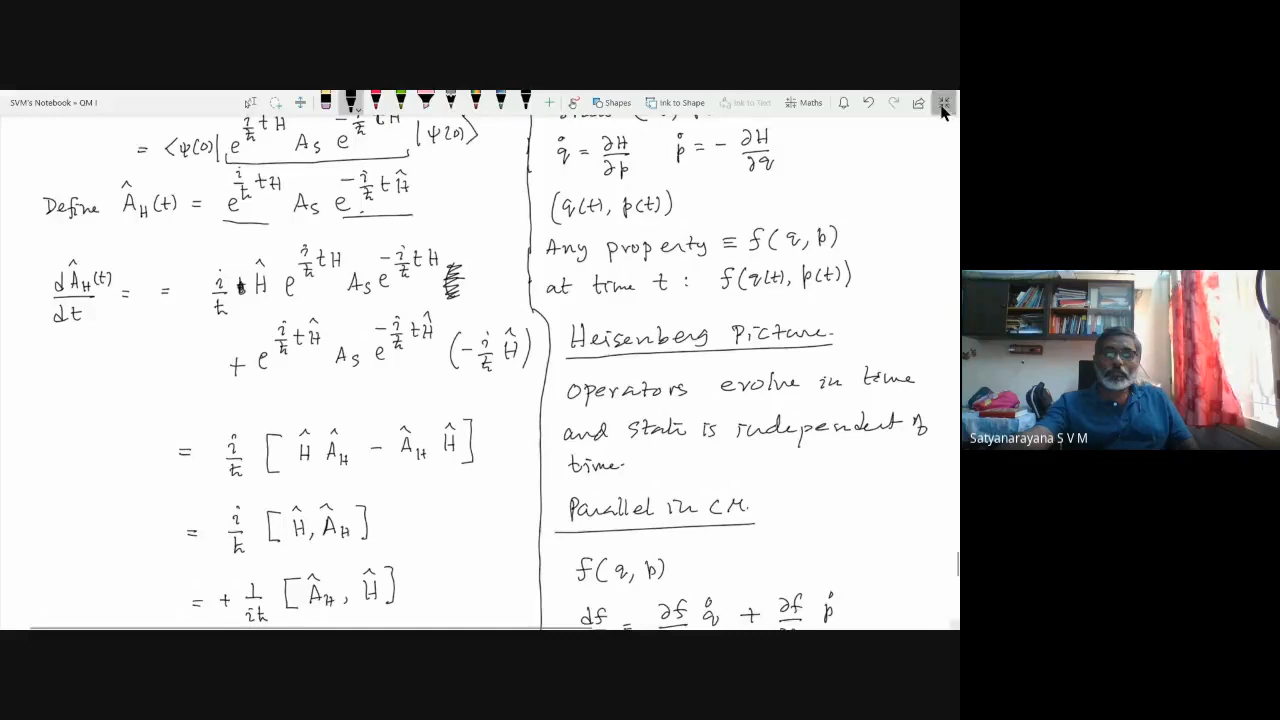 SVM's Notebook » QM I
Shapes Ink to Shape Ink to Text Maths
= ⟨ψ(0)| e^{i/ħ tH} A_S e^{-i/ħ tH} |ψ(0)⟩
Define Â_H(t) = e^{i/ħ tH} A_S e^{-i/ħ tĤ}
dÂ_H(t)/dt = = i/ħ Ĥ e^{i/ħ tH} A_S e^{-i/ħ tH}
+ e^{i/ħ tĤ} A_S e^{-i/ħ tĤ} (-i/ħ Ĥ)
= i/ħ [Ĥ Â_H - Â_H Ĥ]
= i/ħ [Ĥ, Â_H]
= + 1/iħ [Â_H, Ĥ]
q̇ = ∂H/∂p ṗ = - ∂H/∂q
(q(t), p(t))
Any property ≡ f(q, p)
at time t : f(q(t), p(t))
Heisenberg Picture.
operators evolve in time
and state is independent of
time.
Parallel in CM.
f(q, p)
df = ∂f q̇ + ∂f ṗ
Satyanarayana S V M